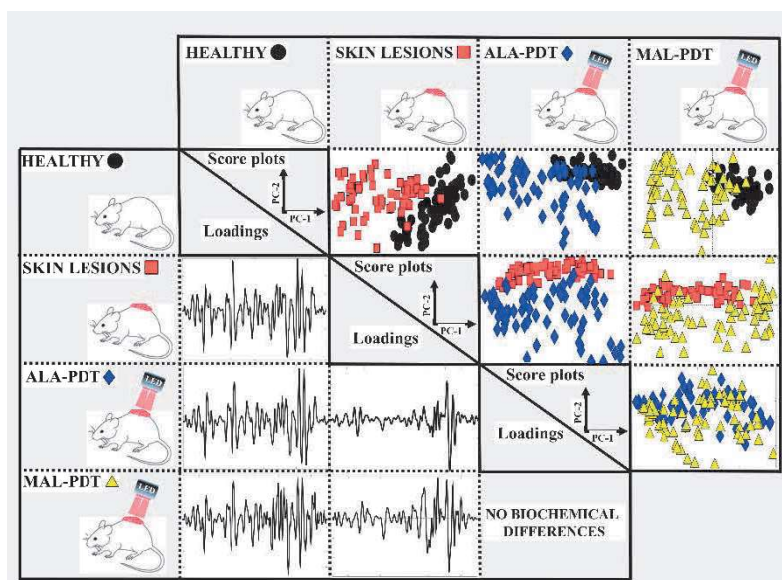 HEALTHY
SKIN LESIONS
ALA-PDT
MAL-PDT
LED
LED
HEALTHY
Score plots
PC-2
PC-1
Loadings
SKIN LESIONS
Score plots
PC-2
PC-1
Loadings
ALA-PDT
LED
Score plots
PC-2
PC-1
Loadings
MAL-PDT
LED
NO BIOCHEMICAL
DIFFERENCES